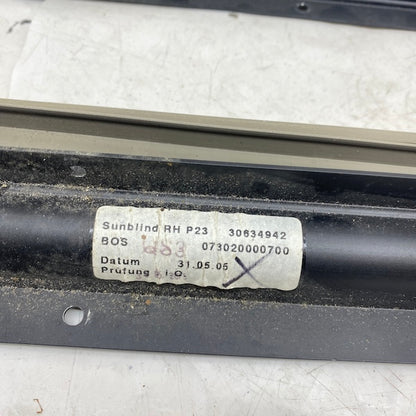 Sunblind RH P23 30634942
BOS 073020000700
Datum 31.05.05
Prüfung i.O.